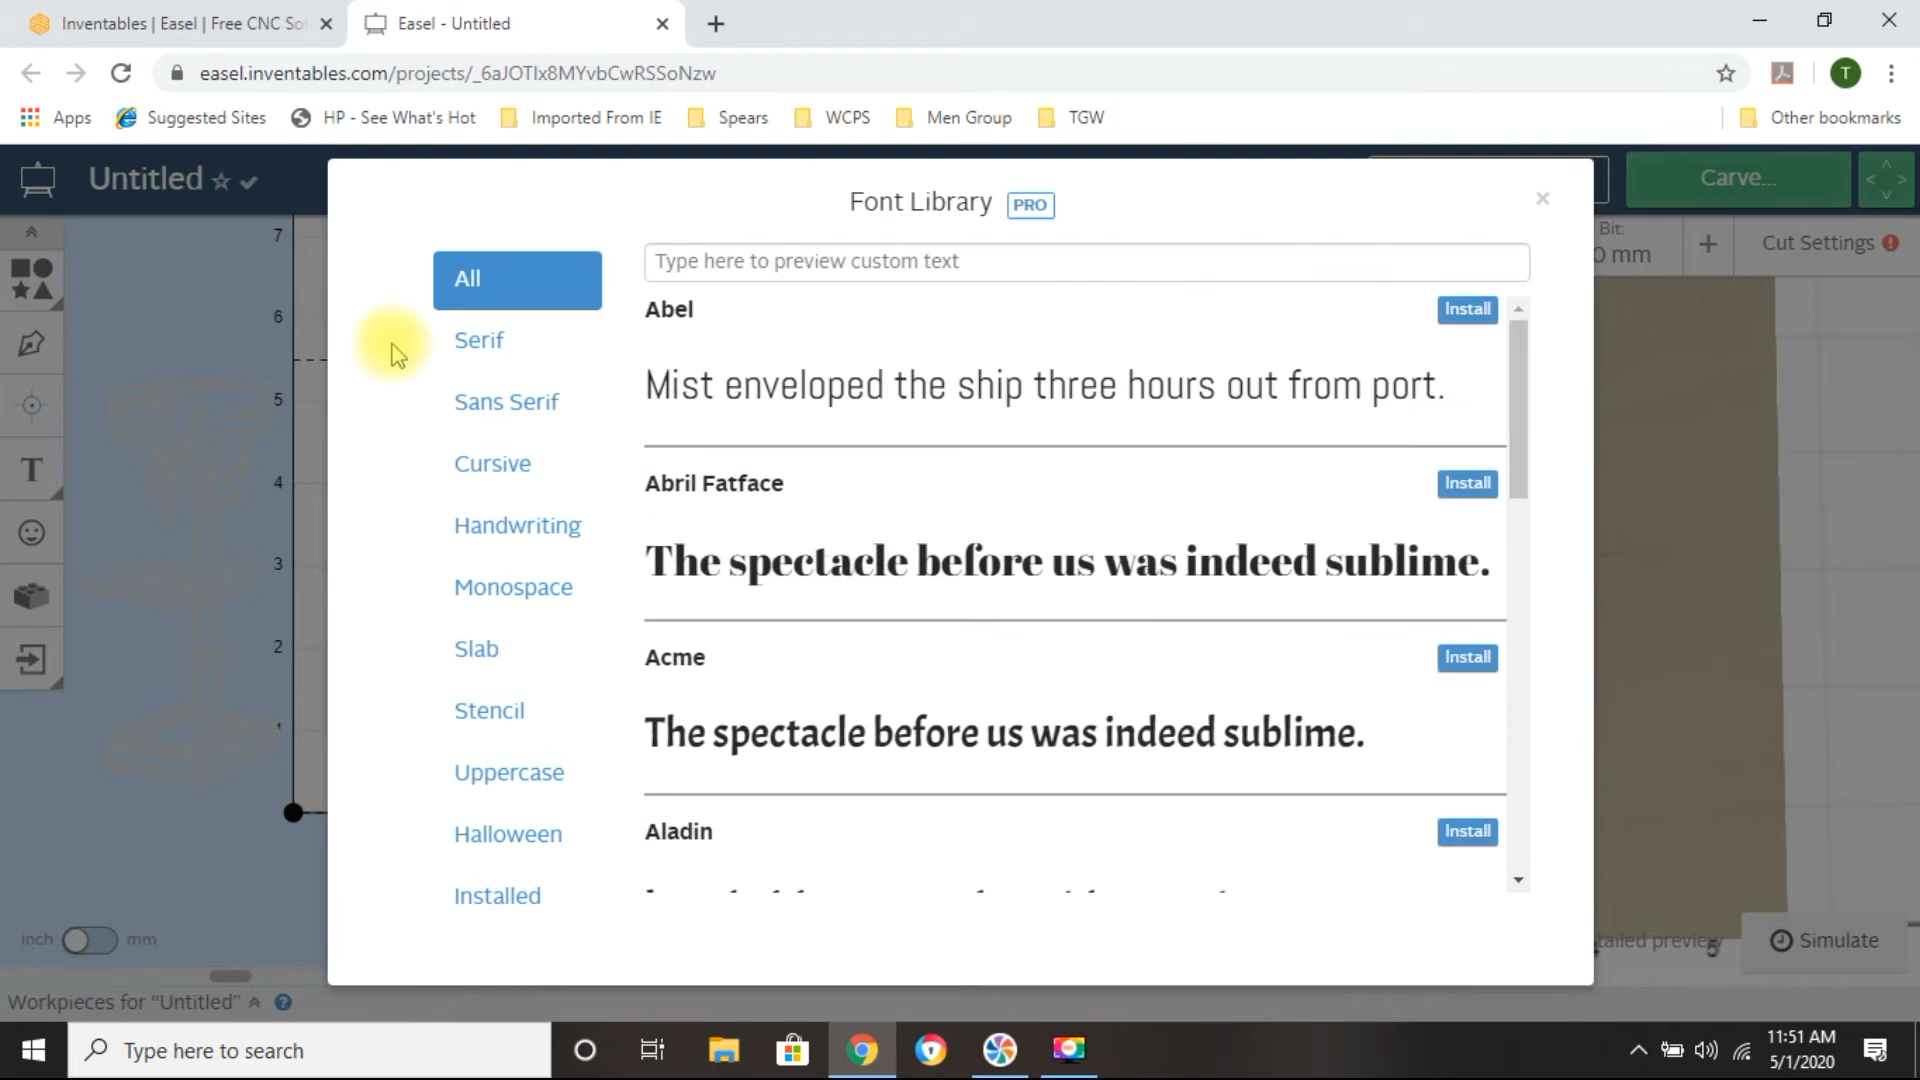 Inventables | Easel | Free CNC So
Easel - Untitled
easel.inventables.com/projects/_6aJOTIx8MYvbCwRSSoNzw
T
Apps
Suggested Sites
HP - See What's Hot
Imported From IE
Spears
WCPS
Men Group
TGW
Other bookmarks
Untitled
Carve...
Font Library PRO
Bit:
0 mm
Cut Settings
Type here to preview custom text
All
Serif
Sans Serif
Cursive
Handwriting
Monospace
Slab
Stencil
Uppercase
Halloween
Installed
Abel
Install
Mist enveloped the ship three hours out from port.
Abril Fatface
Install
The spectacle before us was indeed sublime.
Acme
Install
The spectacle before us was indeed sublime.
Aladin
Install
7
6
5
4
3
2
1
T
inch
mm
tailed preview
5
Simulate
Workpieces for "Untitled"
Type here to search
11:51 AM
5/1/2020